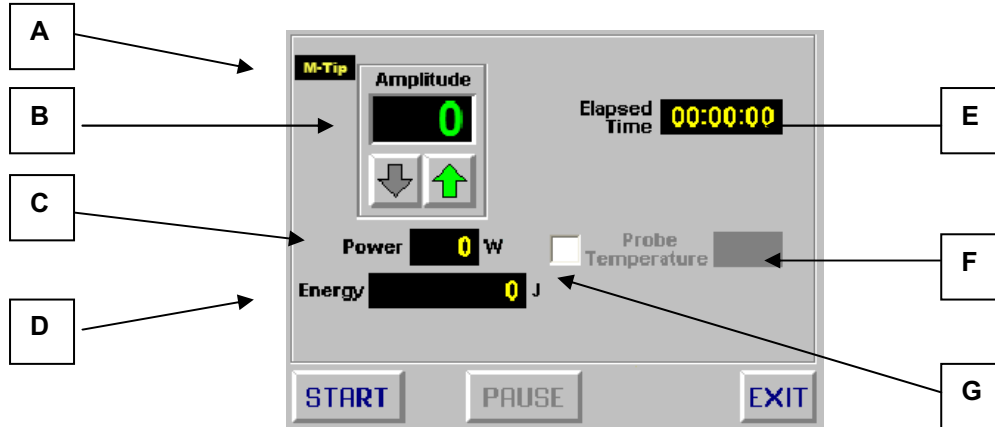 A
M-Tip
Amplitude
B
0
Elapsed
Time
00:00:00
E
C
Power 0 W
Probe
Temperature
F
Energy 0 J
D
G
START PAUSE EXIT